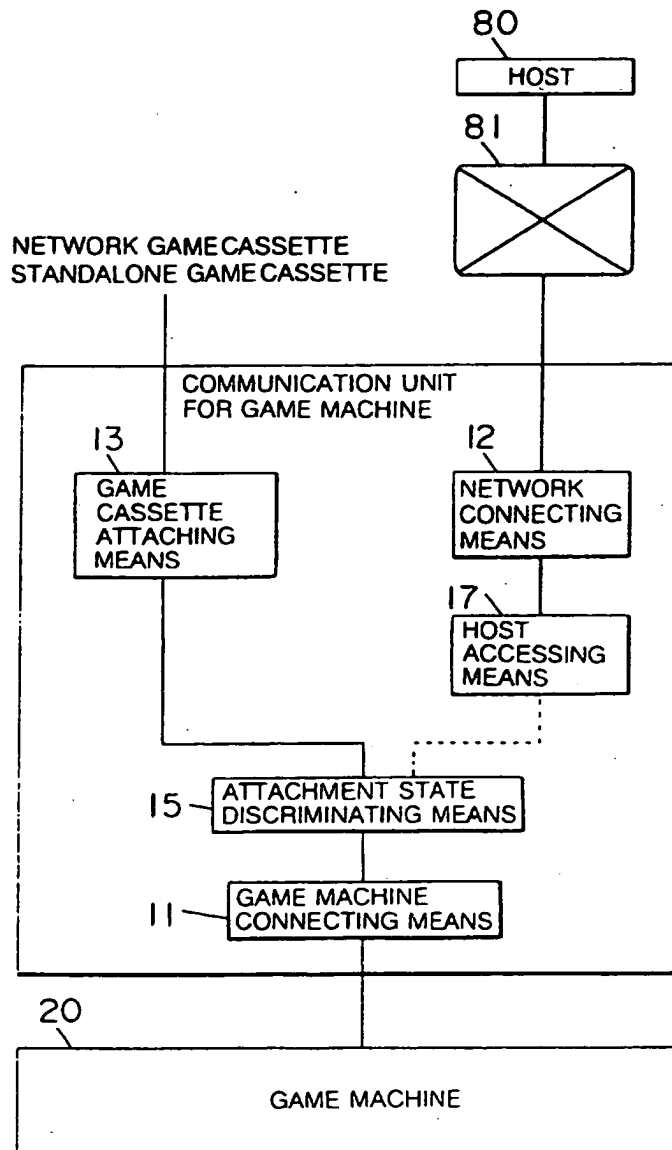 80
HOST
81
NETWORK GAME CASSETTE
STANDALONE GAME CASSETTE
COMMUNICATION UNIT
FOR GAME MACHINE
13
GAME
CASSETTE
ATTACHING
MEANS
12
NETWORK
CONNECTING
MEANS
17
HOST
ACCESSING
MEANS
15
ATTACHMENT STATE
DISCRIMINATING MEANS
11
GAME MACHINE
CONNECTING MEANS
20
GAME MACHINE